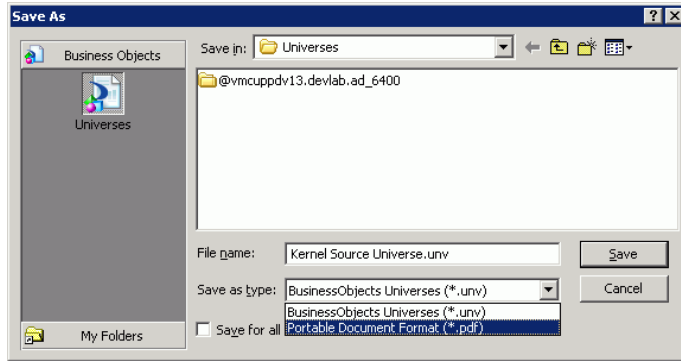 Save As
Business Objects
Save in: Universes
@vmcuppdv13.devlab.ad_6400
Universes
File name: Kernel Source Universe.unv Save
Save as type: BusinessObjects Universes (*.unv) Cancel
BusinessObjects Universes (*.unv)
Save for all Portable Document Format (*.pdf)
My Folders